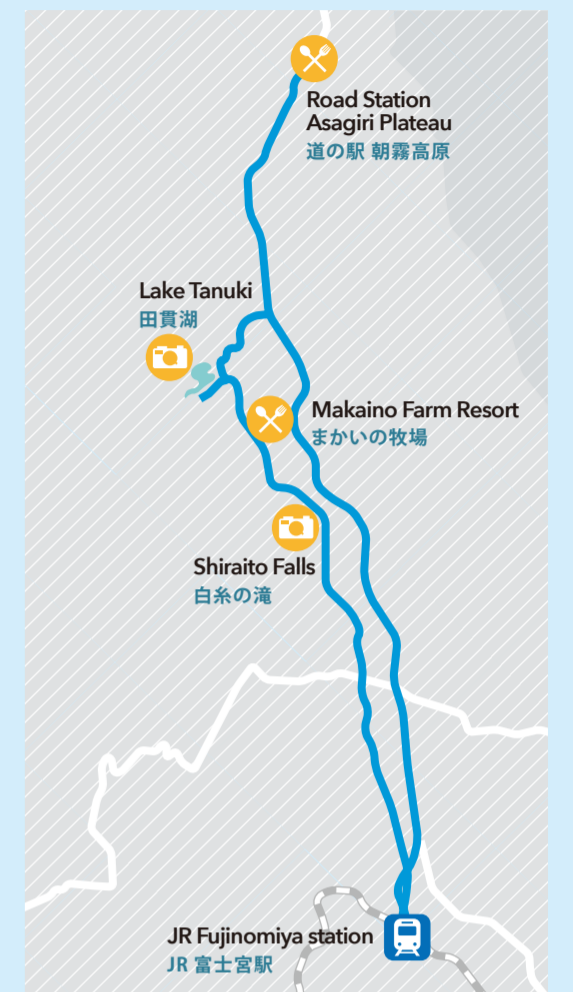 Road Station
Asagiri Plateau
道の駅 朝霧高原
Lake Tanuki
田貫湖
Makaino Farm Resort
まかいの牧場
Shiraito Falls
白糸の滝
JR Fujinomiya station
JR 富士宮駅